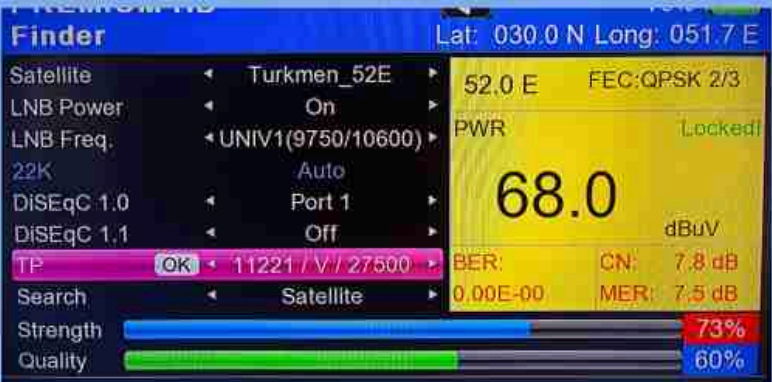 Finder
Lat: 030.0 N Long: 051.7 E
Satellite Turkmen_52E
LNB Power On
LNB Freq. UNIV1(9750/10600)
22K Auto
DiSEqC 1.0 Port 1
DiSEqC 1.1 Off
TP OK 11221 / V / 27500
Search Satellite
52.0 E FEC:QPSK 2/3
PWR Locked!
68.0
dBuV
BER: CN: 7.8 dB
0.00E-00 MER: 7.5 dB
Strength 73%
Quality 60%